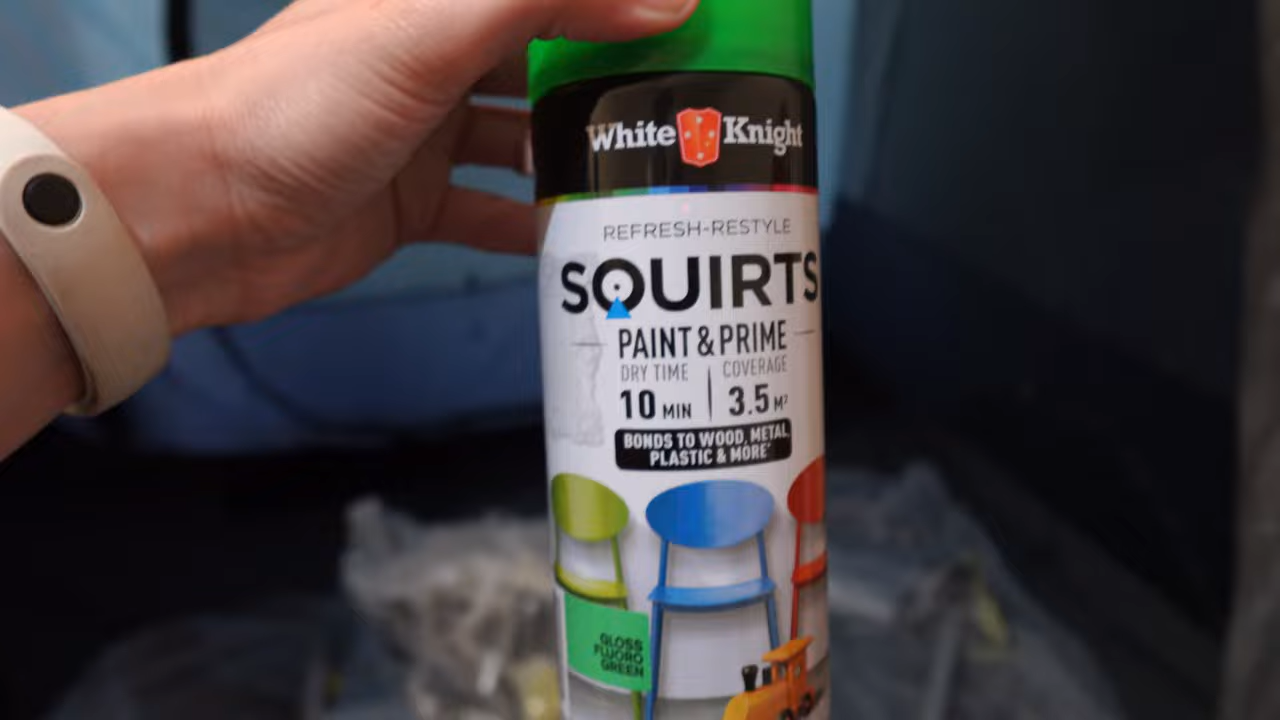 White Knight
REFRESH-RESTYLE
SQUIRTS
PAINT & PRIME
DRY TIME
COVERAGE
10 MIN
3.5 M²
BONDS TO WOOD, METAL,
PLASTIC & MORE*
GLOSS
FLUORO
GREEN